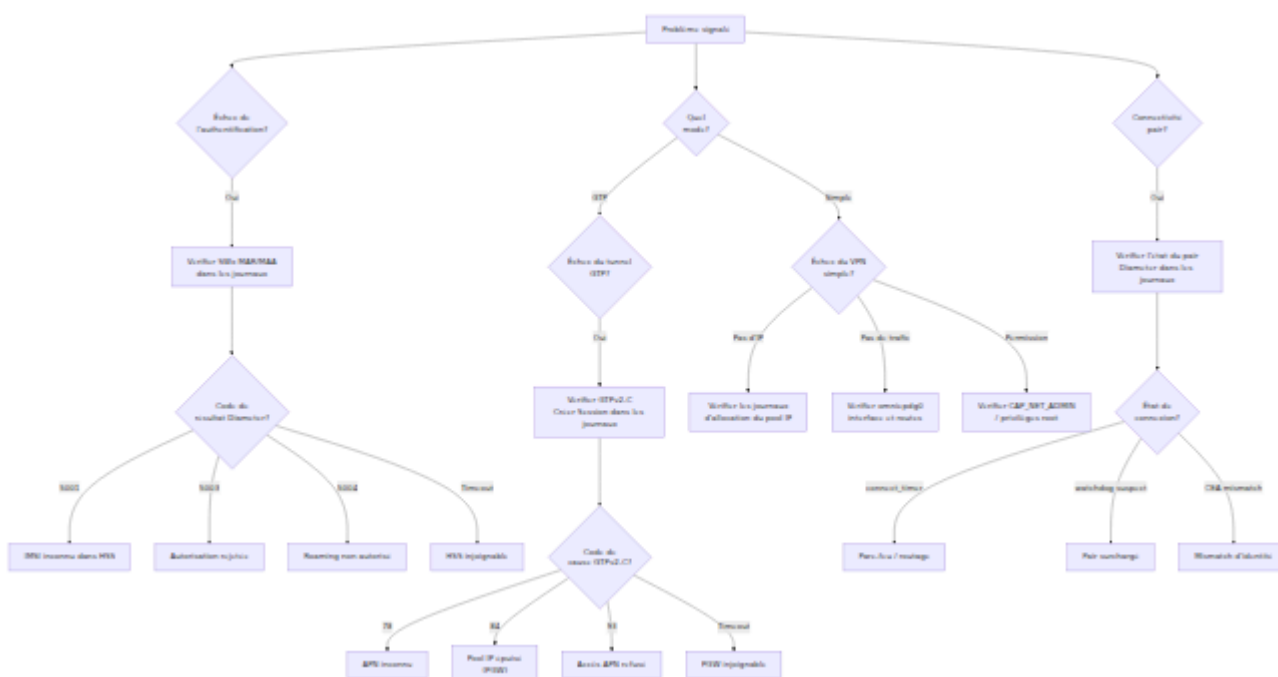 Problème signalé
Échec de
l'authentification?
Quel
mode?
Connectivité
pair?
Oui
GTP
Simple
Oui
Vérifier SWx MAR/MAA
dans les journaux
Échec du tunnel
GTP?
Échec du VPN
simple?
Vérifier l'état du pair
Diameter dans les
journaux
Oui
Pas d'IP
Pas de trafic
Permission
Code de
résultat Diameter?
Vérifier GTPv2-C
Create Session dans les
journaux
Vérifier les journaux
d'allocation du pool IP
Vérifier omniepdg0
interface et routes
Vérifier CAP_NET_ADMIN
/ privilèges root
État de
connexion?
5001
5003
5004
Timeout
connect_timer
watchdog suspect
CEA mismatch
IMSI inconnu dans HSS
Autorisation rejetée
Roaming non autorisé
HSS injoignable
Code de
cause GTPv2-C?
Pare-feu / routage
Pair surchargé
Mismatch d'identité
78
84
93
Timeout
APN inconnu
Pool IP épuisé
(PGW)
Accès APN refusé
PGW injoignable